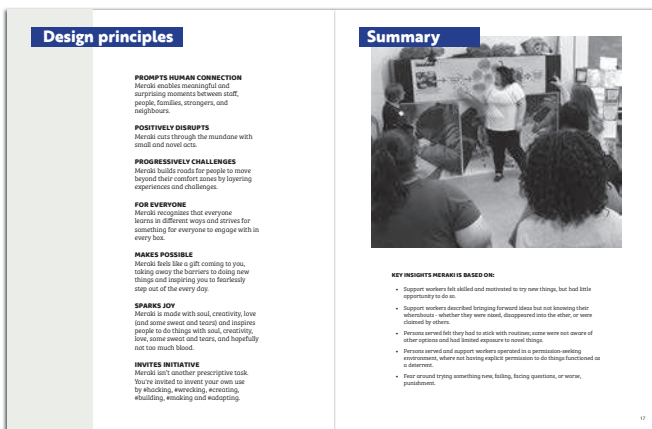 Design principles
PROMPTS HUMAN CONNECTION
Meraki enables meaningful and
surprising moments between staff,
people, families, strangers, and
neighbours.
POSITIVELY DISRUPTS
Meraki cuts through the mundane with
small and novel acts.
PROGRESSIVELY CHALLENGES
Meraki builds roads for people to move
beyond their comfort zones by layering
experiences and challenges.
FOR EVERYONE
Meraki recognizes that everyone
learns in different ways and strives for
something for everyone to engage with in
every box.
MAKES POSSIBLE
Meraki feels like a gift coming to you,
taking away the barriers to doing new
things and inspiring you to fearlessly
step out of the every day.
SPARKS JOY
Meraki is made with soul, creativity, love
(and some sweat and tears) and inspires
people to do things with soul, creativity,
love, some sweat and tears, and hopefully
not too much blood.
INVITES INITIATIVE
Meraki isn't another prescriptive task.
You're invited to invent your own use
by #hacking, #wrecking, #creating,
#building, #making and #adapting.
Summary
KEY INSIGHTS MERAKI IS BASED ON:
• Support workers felt skilled and motivated to try new things, but had little
opportunity to do so.
• Support workers described bringing forward ideas but not knowing their
whereabouts - whether they were nixed, disappeared into the ether, or were
claimed by others.
• Persons served felt they had to stick with routines; some were not aware of
other options and had limited exposure to novel things.
• Persons served and support workers operated in a permission-seeking
environment, where not having explicit permission to do things functioned as
a deterrent.
• Fear around trying something new, failing, facing questions, or worse,
punishment.
17